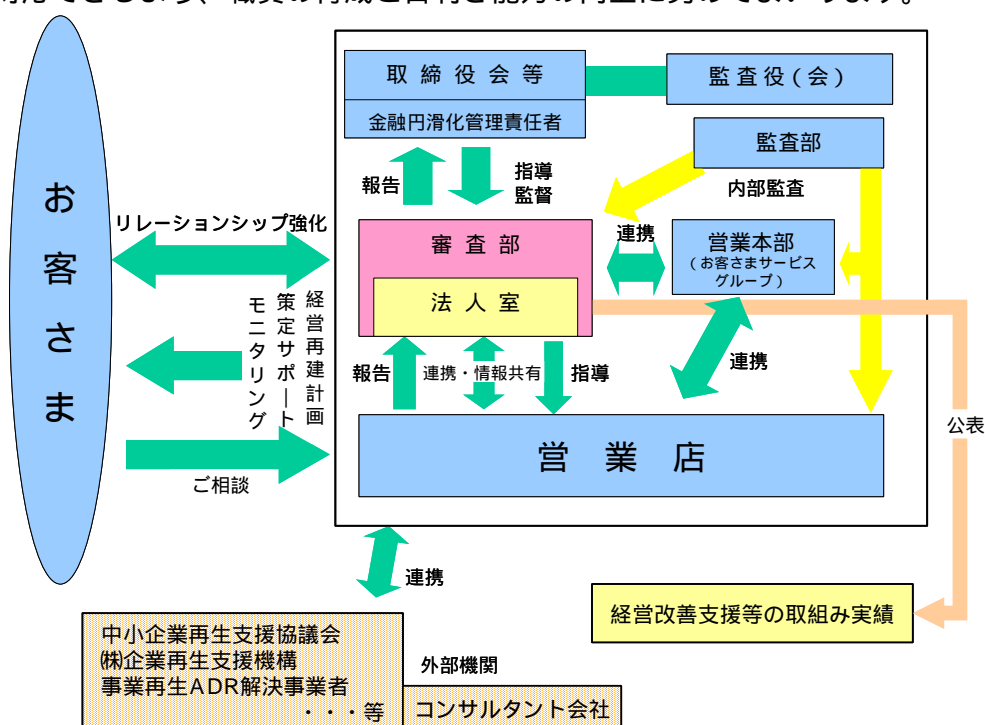 取締役会等
監査役(会)
金融円滑化管理責任者
監査部
報告
指導
監督
内部監査
お客さま
リレーションシップ強化
審査部
連携
営業本部
(お客さまサービス
グループ)
法人室
経営再建計画
策定サポート
モニタリング
報告
連携・情報共有
指導
連携
営業店
公表
ご相談
連携
経営改善支援等の取組み実績
中小企業再生支援協議会
㈱企業再生支援機構
事業再生ADR解決事業者
・・・等
外部機関
コンサルタント会社